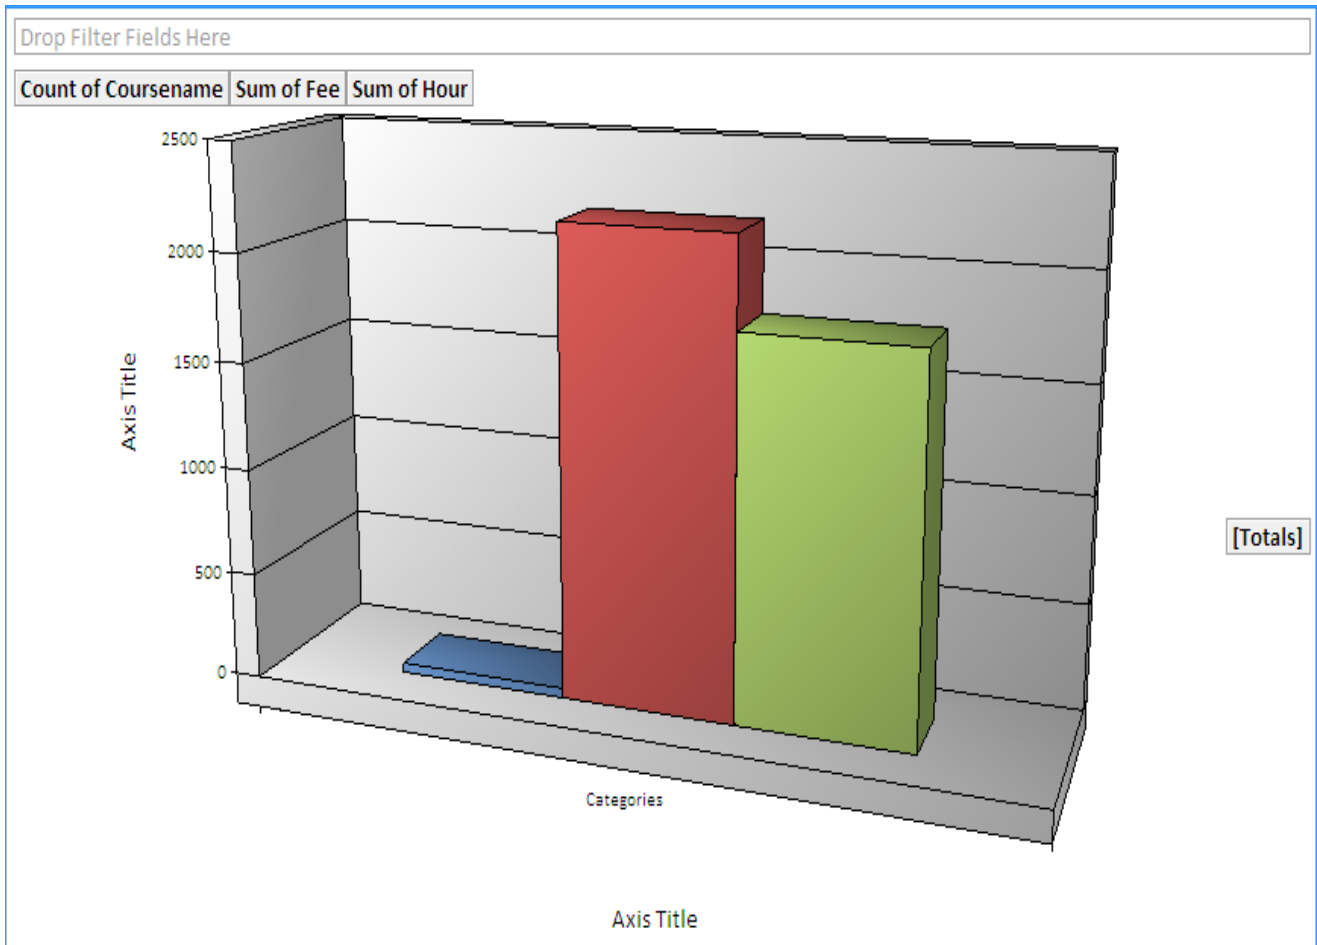 Drop Filter Fields Here
Count of Coursename Sum of Fee Sum of Hour
2500
2000
1500
1000
500
0
Axis Title
[Totals]
Categories
Axis Title